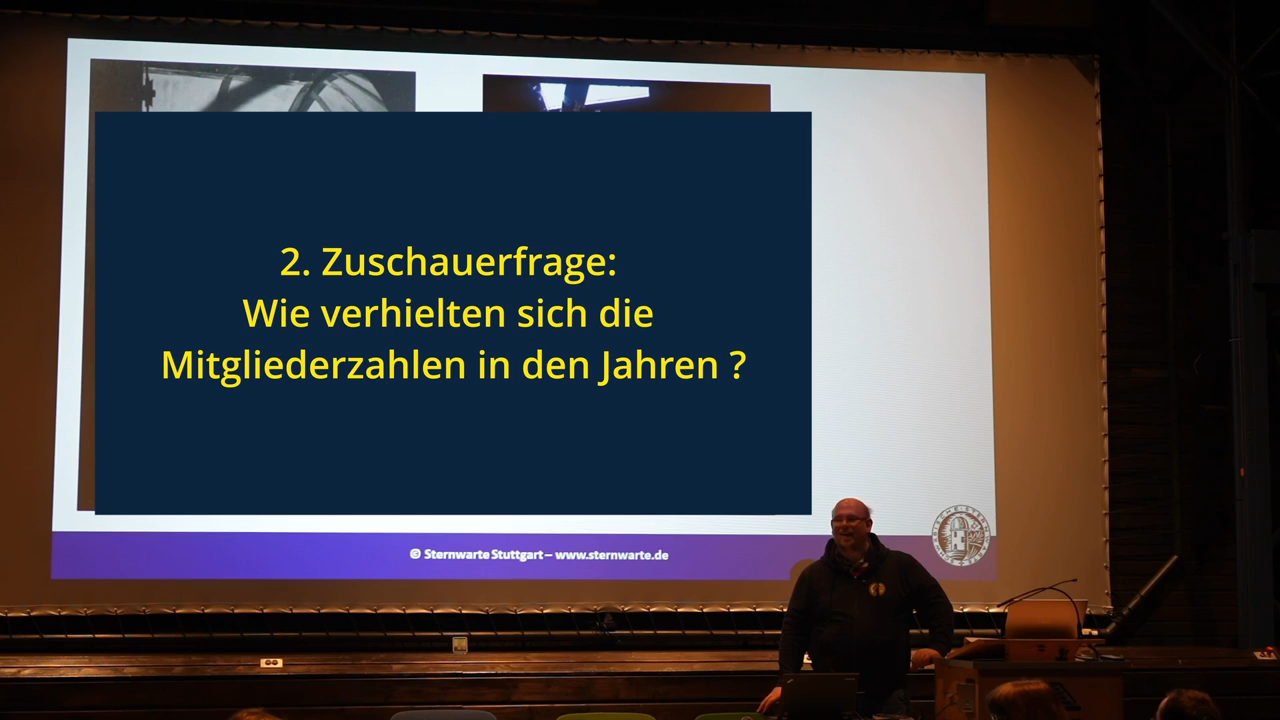 2. Zuschauerfrage:
Wie verhielten sich die
Mitgliederzahlen in den Jahren ?
© Sternwarte Stuttgart – www.sternwarte.de